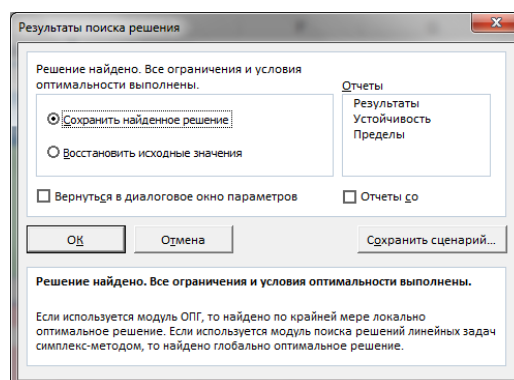 Результаты поиска решения
Решение найдено. Все ограничения и условия
оптимальности выполнены.
Сохранить найденное решение
Восстановить исходные значения
Отчеты
Результаты
Устойчивость
Пределы
Вернуться в диалоговое окно параметров
Отчеты со
ОК
Отмена
Сохранить сценарий...
Решение найдено. Все ограничения и условия оптимальности выполнены.
Если используется модуль ОПГ, то найдено по крайней мере локально
оптимальное решение. Если используется модуль поиска решений линейных задач
симплекс-методом, то найдено глобально оптимальное решение.